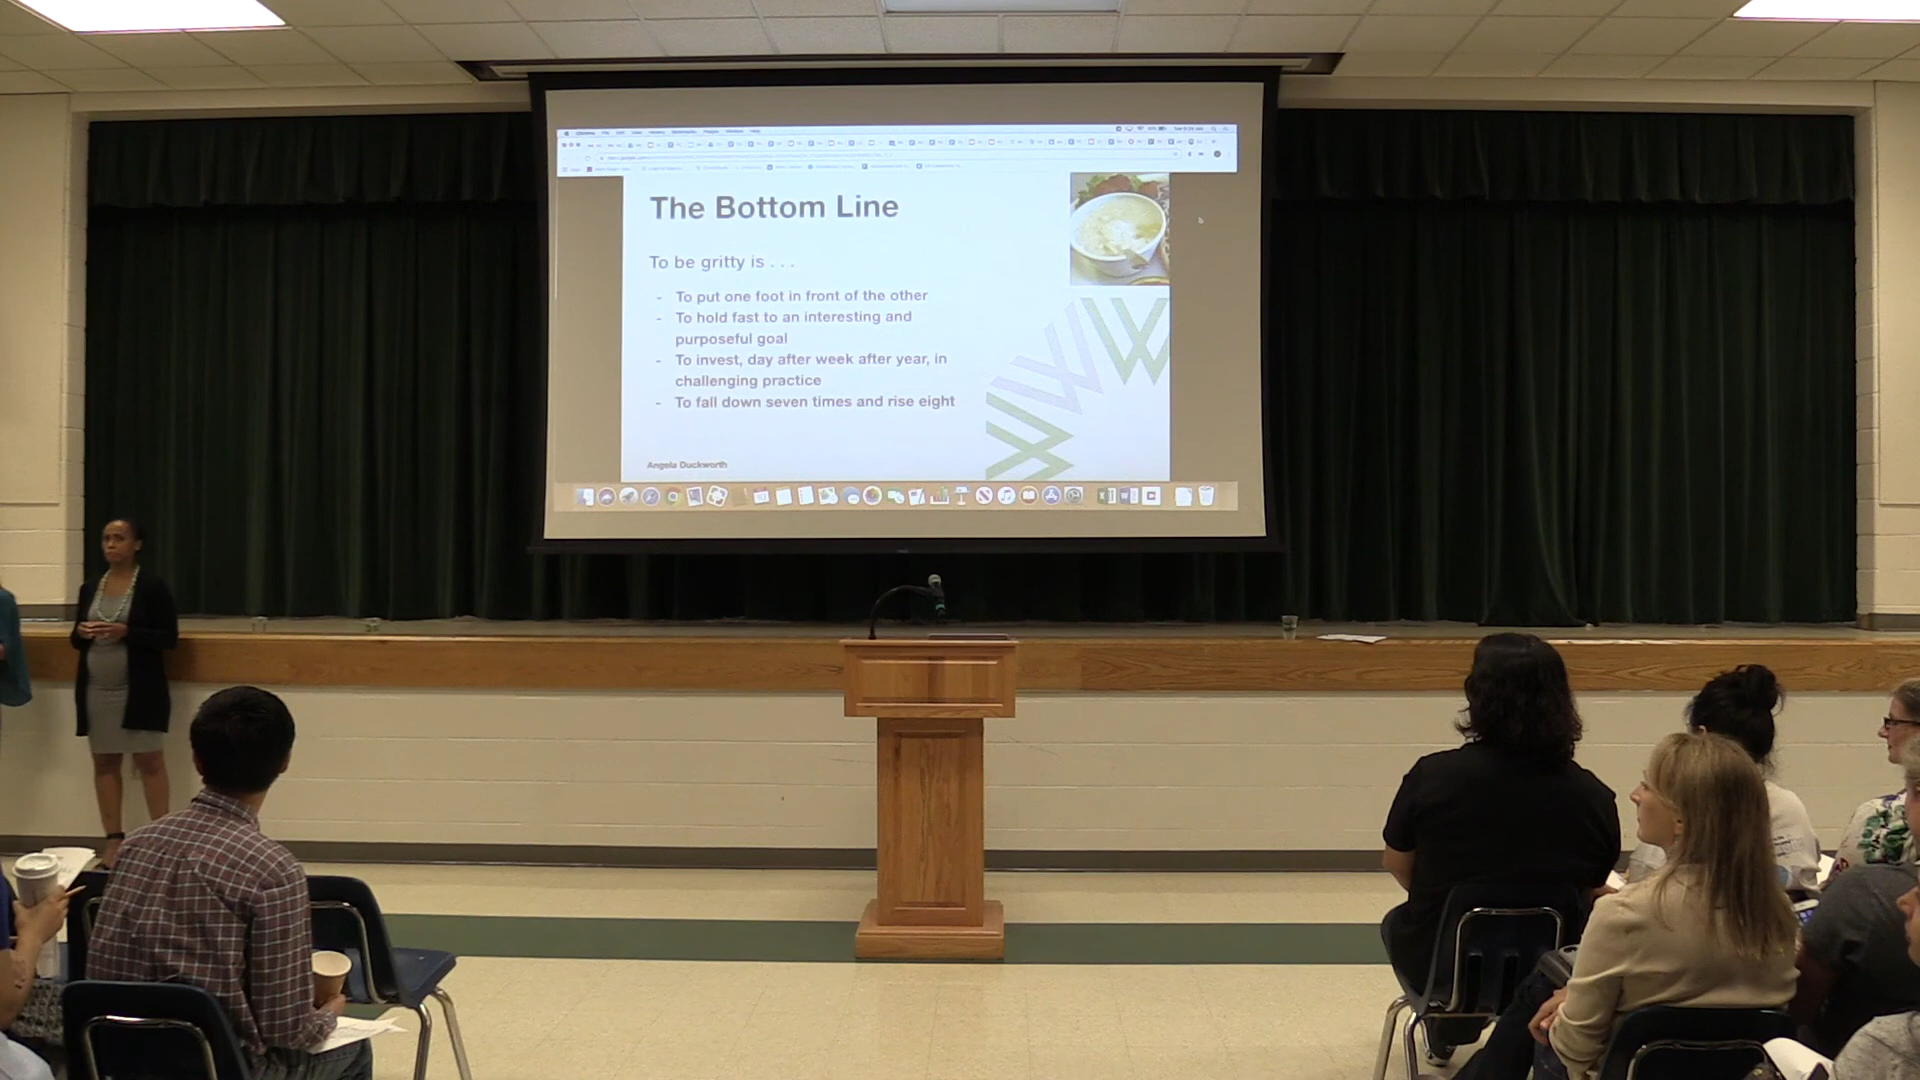 The Bottom Line
To be gritty is . . .
- To put one foot in front of the other
- To hold fast to an interesting and
purposeful goal
- To invest, day after week after year, in
challenging practice
- To fall down seven times and rise eight
Angela Duckworth